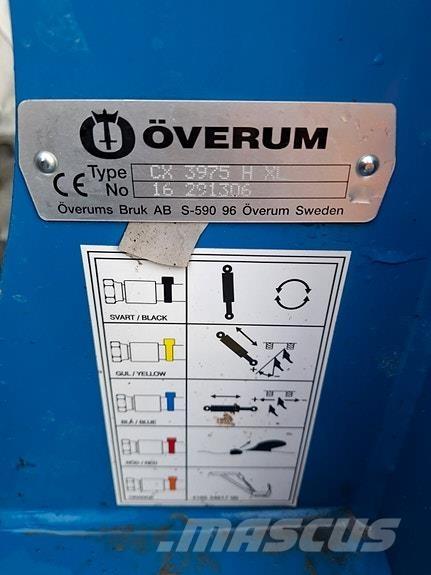 ÖVERUM
Type CX 3975 H XL
CE No 16 291306
Överums Bruk AB S-590 96 Överum Sweden
SVART / BLACK
GUL / YELLOW
BLÅ / BLUE
RÖD / RED
ORANGE
MASCUS